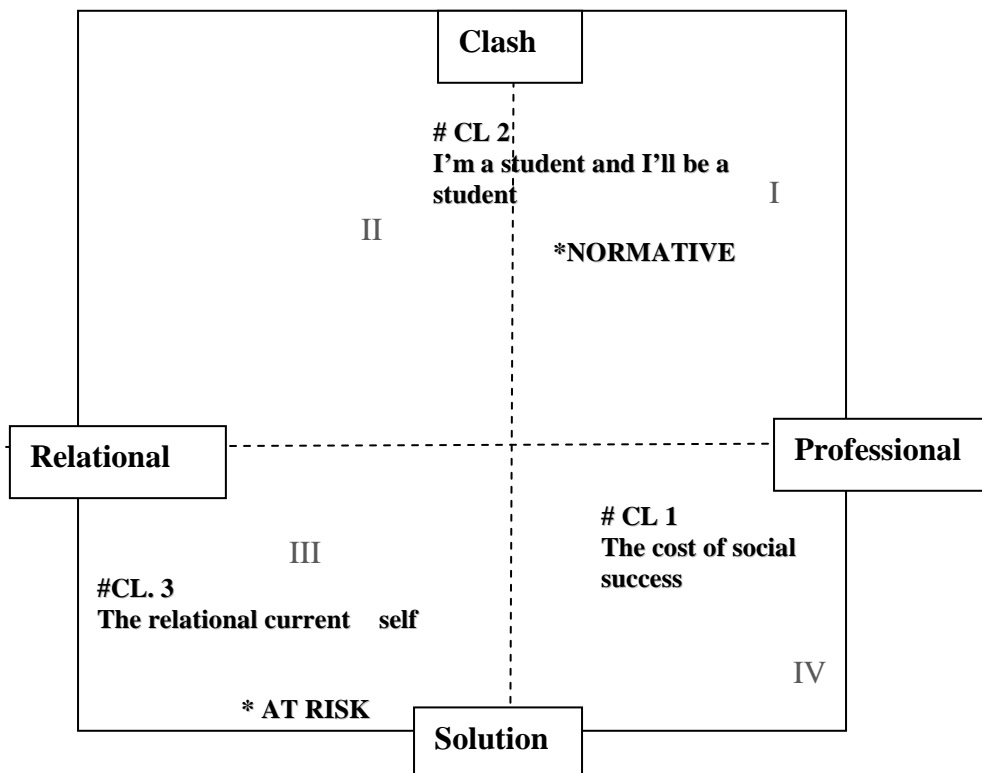 Clash
# CL 2
I'm a student and I'll be a
student
I
II
*NORMATIVE
Relational
Professional
# CL 1
The cost of social
success
III
#CL. 3
The relational current self
IV
* AT RISK
Solution